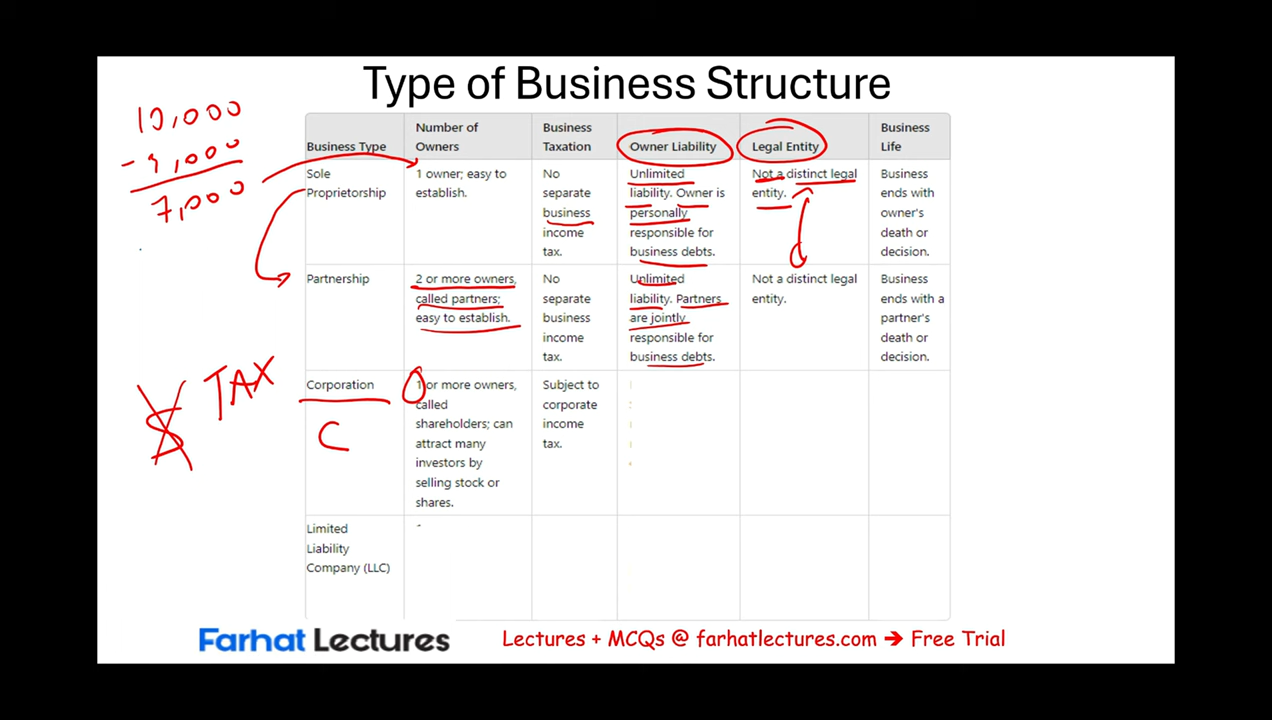 Type of Business Structure
10,000
7,000
TAX
$
C
Business Type
Number of
Owners
Business
Taxation
Owner Liability
Legal Entity
Business
Life
Sole
Proprietorship
1 owner; easy to
establish.
No
separate
business
income
tax.
Unlimited
liability. Owner is
personally
responsible for
business debts.
Not a distinct legal
entity.
Business
ends with
owner's
death or
decision.
Partnership
2 or more owners,
called partners;
easy to establish.
No
separate
business
income
tax.
Unlimited
liability. Partners
are jointly
responsible for
business debts.
Not a distinct legal
entity.
Business
ends with a
partner's
death or
decision.
Corporation
1 or more owners,
called
shareholders; can
attract many
investors by
selling stock or
shares.
Subject to
corporate
income
tax.
Limited
Liability
Company (LLC)
Farhat Lectures
Lectures + MCQs @ farhatlectures.com ➔ Free Trial